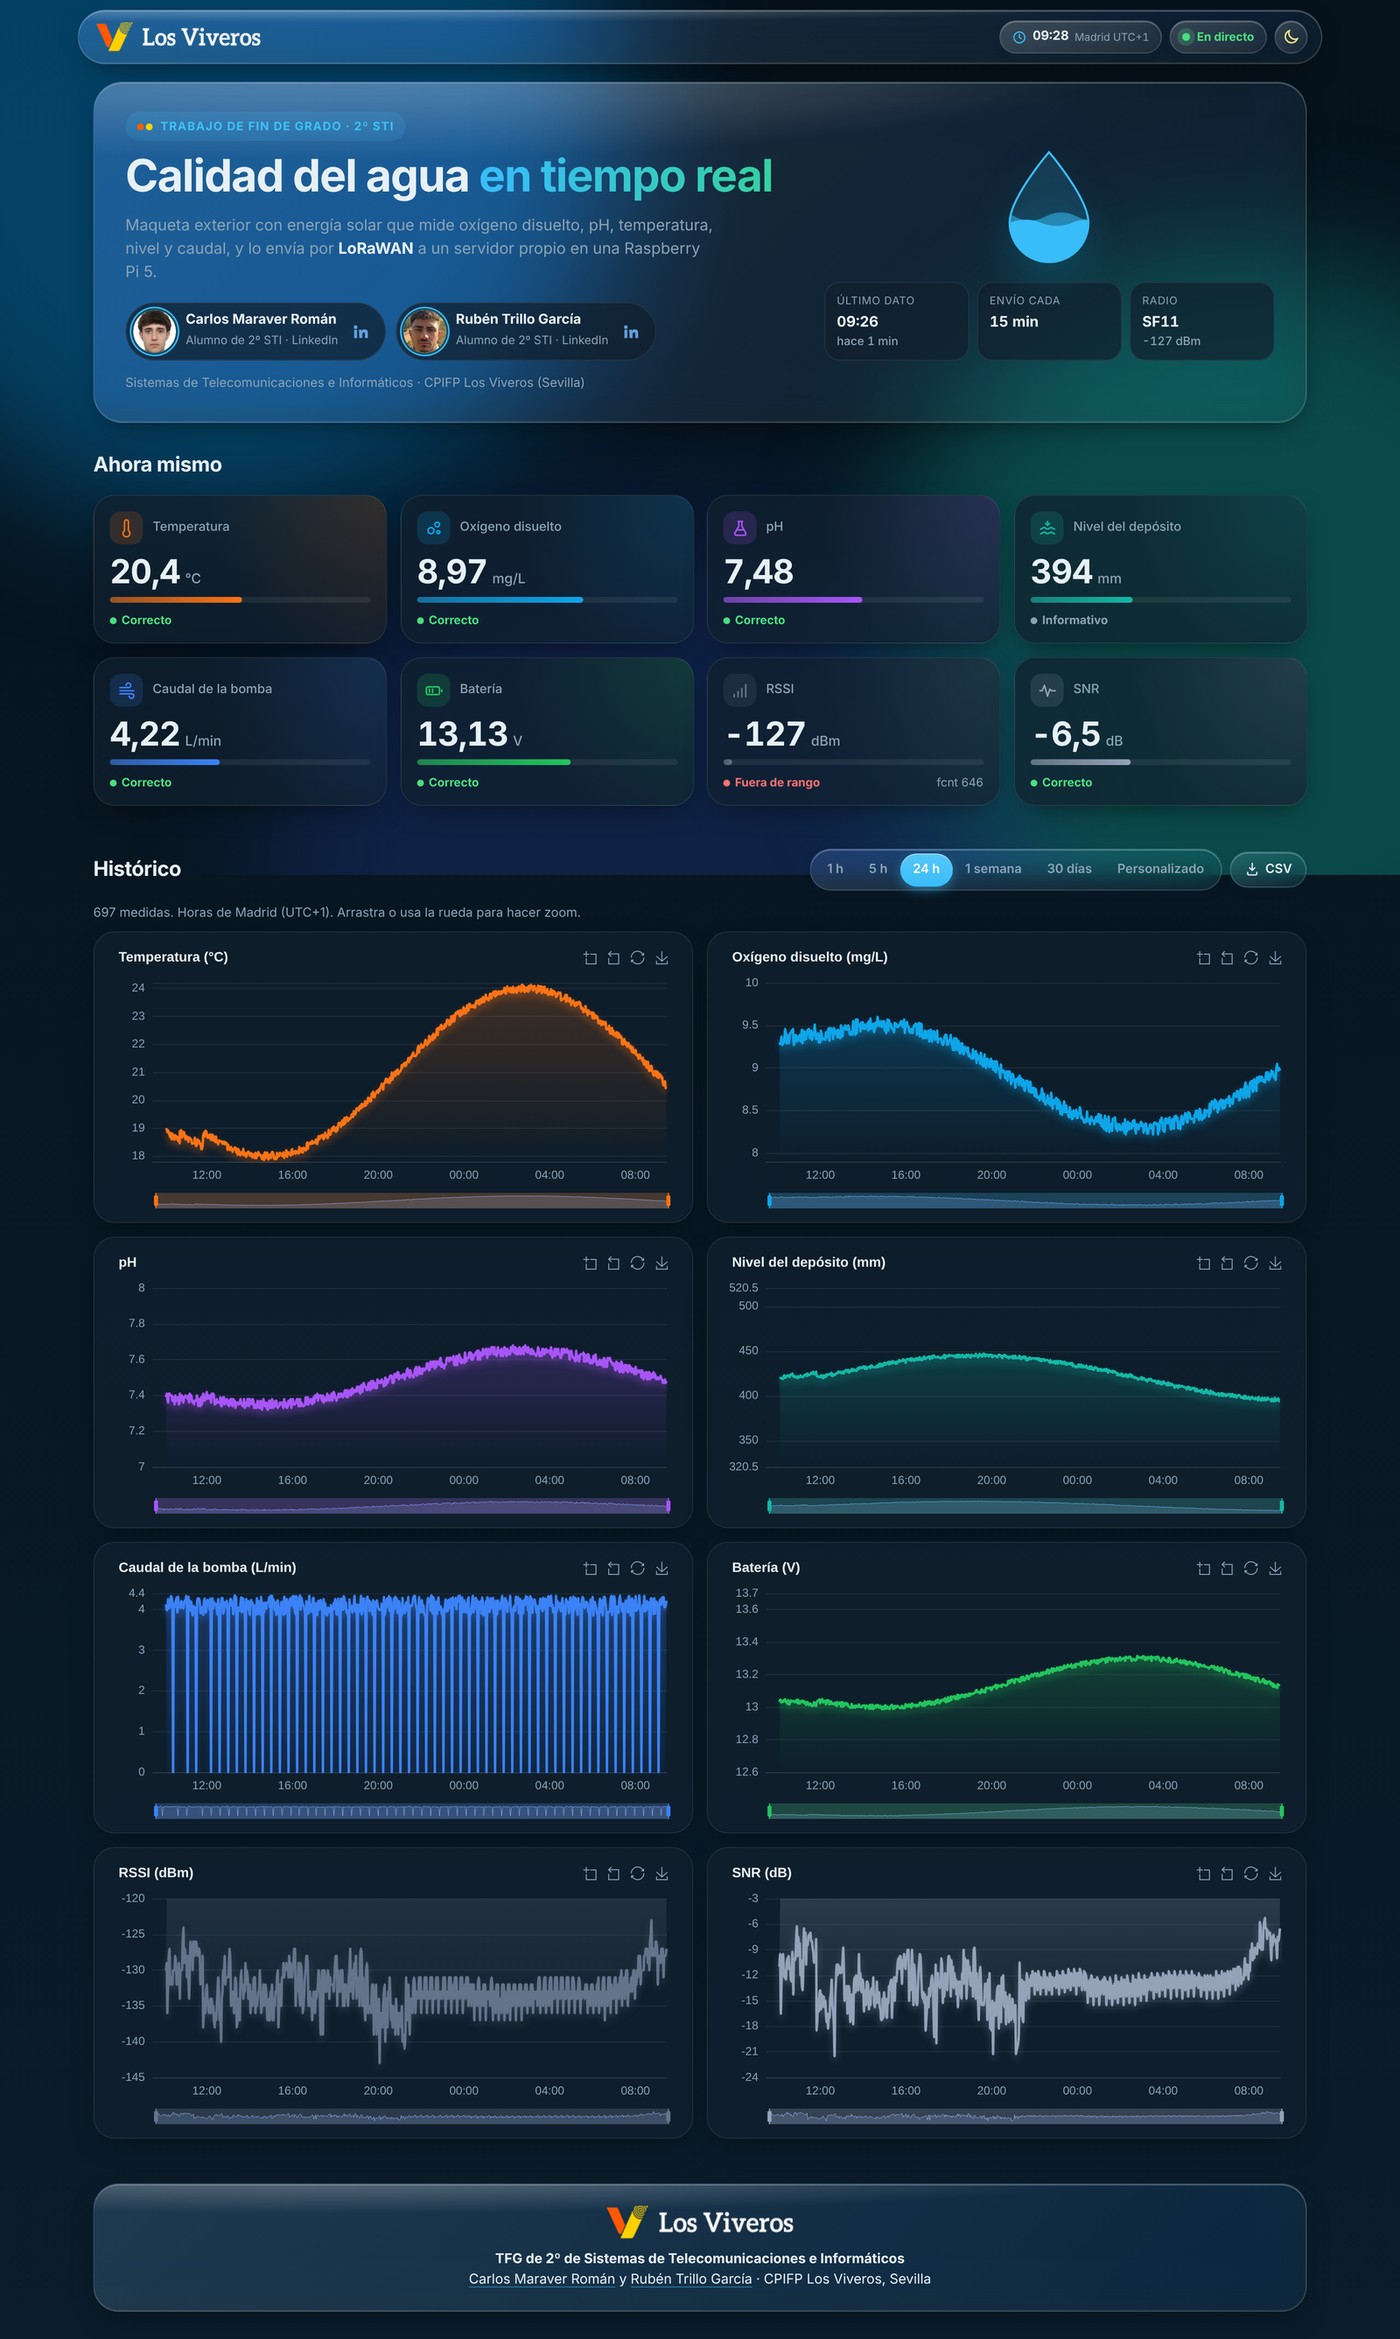 Los Viveros
09:28 Madrid UTC+1
En directo
TRABAJO DE FIN DE GRADO · 2º STI
Calidad del agua en tiempo real
Maqueta exterior con energía solar que mide oxígeno disuelto, pH, temperatura,
nivel y caudal, y lo envía por LoRaWAN a un servidor propio en una Raspberry
Pi 5.
Carlos Maraver Román
Alumno de 2º STI · LinkedIn
in
Rubén Trillo García
Alumno de 2º STI · LinkedIn
in
Sistemas de Telecomunicaciones e Informáticos · CPIFP Los Viveros (Sevilla)
ÚLTIMO DATO
09:26
hace 1 min
ENVÍO CADA
15 min
RADIO
SF11
-127 dBm
Ahora mismo
Temperatura
20,4 °C
Correcto
Oxígeno disuelto
8,97 mg/L
Correcto
pH
7,48
Correcto
Nivel del depósito
394 mm
Informativo
Caudal de la bomba
4,22 L/min
Correcto
Batería
13,13 V
Correcto
RSSI
-127 dBm
Fuera de rango fcnt 646
SNR
-6,5 dB
Correcto
Histórico
1 h 5 h 24 h 1 semana 30 días Personalizado
CSV
697 medidas. Horas de Madrid (UTC+1). Arrastra o usa la rueda para hacer zoom.
Temperatura (°C)
24
23
22
21
20
19
18
12:00 16:00 20:00 00:00 04:00 08:00
Oxígeno disuelto (mg/L)
10
9.5
9
8.5
8
12:00 16:00 20:00 00:00 04:00 08:00
pH
8
7.8
7.6
7.4
7.2
7
12:00 16:00 20:00 00:00 04:00 08:00
Nivel del depósito (mm)
520.5
500
450
400
350
320.5
12:00 16:00 20:00 00:00 04:00 08:00
Caudal de la bomba (L/min)
4.4
4
3
2
1
0
12:00 16:00 20:00 00:00 04:00 08:00
Batería (V)
13.7
13.6
13.4
13.2
13
12.8
12.6
12:00 16:00 20:00 00:00 04:00 08:00
RSSI (dBm)
-120
-125
-130
-135
-140
-145
12:00 16:00 20:00 00:00 04:00 08:00
SNR (dB)
-3
-6
-9
-12
-15
-18
-21
-24
12:00 16:00 20:00 00:00 04:00 08:00
Los Viveros
TFG de 2º de Sistemas de Telecomunicaciones e Informáticos
Carlos Maraver Román y Rubén Trillo García · CPIFP Los Viveros, Sevilla